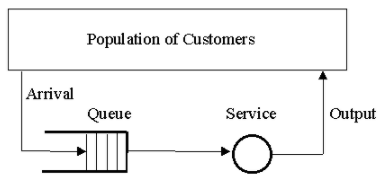 Population of Customers
Arrival
Queue
Service
Output